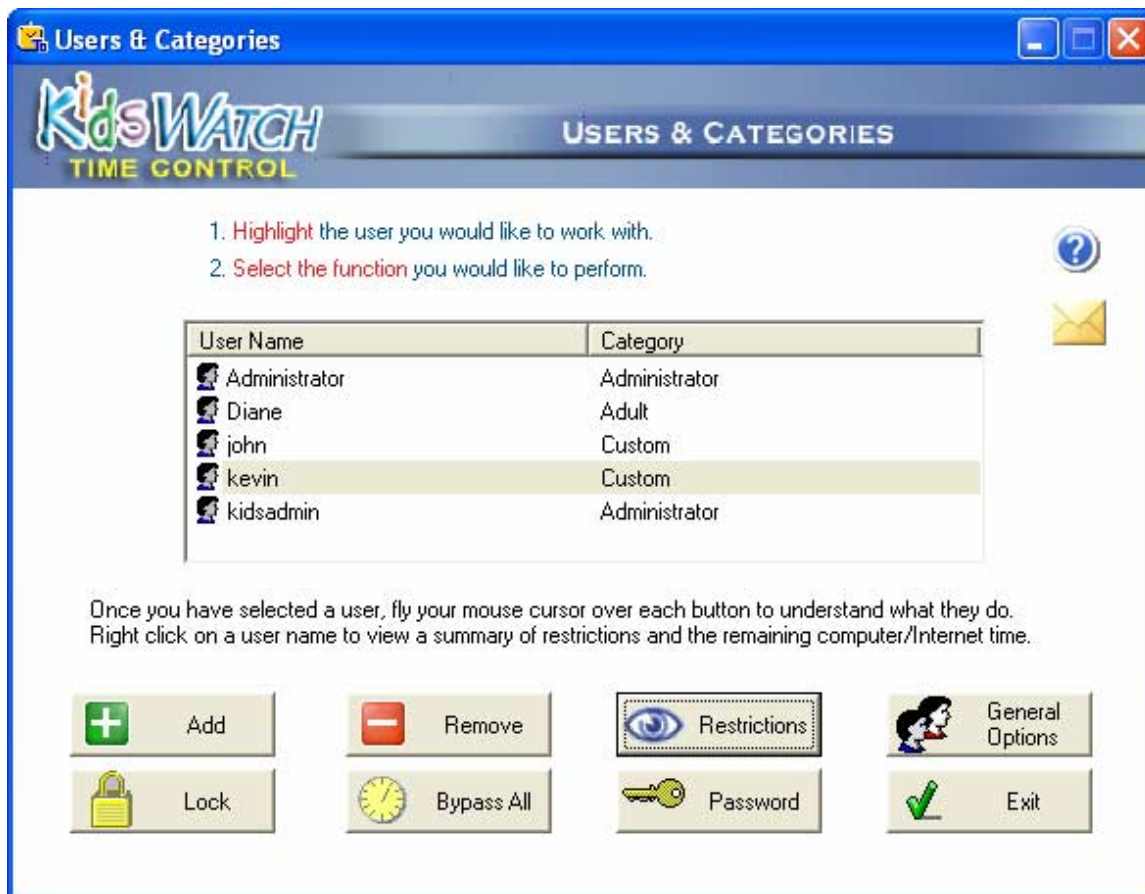 Users & Categories
KidsWATCH
TIME CONTROL
USERS & CATEGORIES
1. Highlight the user you would like to work with.
2. Select the function you would like to perform.
User Name Category
Administrator Administrator
Diane Adult
john Custom
kevin Custom
kidsadmin Administrator
Once you have selected a user, fly your mouse cursor over each button to understand what they do.
Right click on a user name to view a summary of restrictions and the remaining computer/Internet time.
Add Remove Restrictions General Options
Lock Bypass All Password Exit